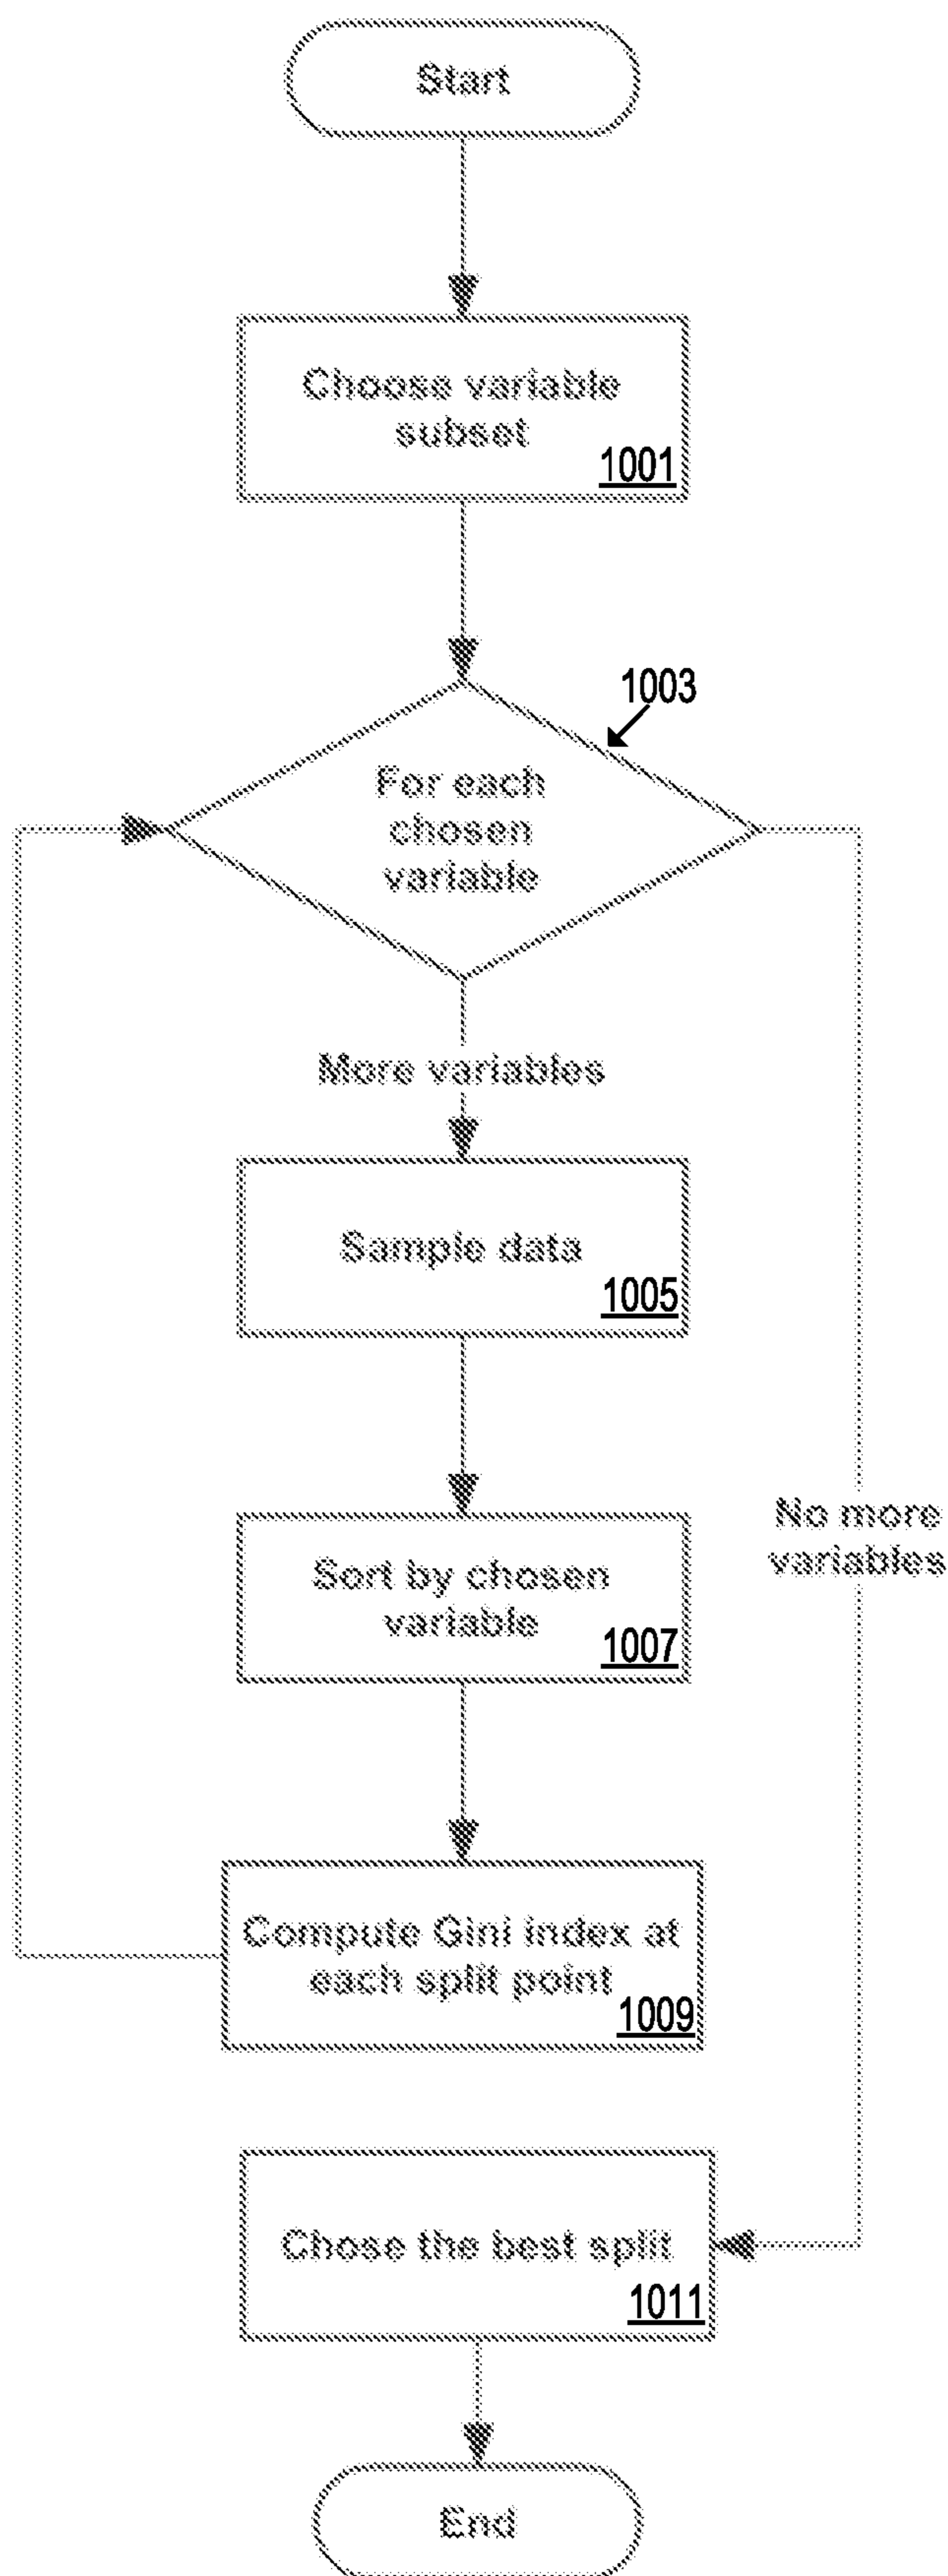 Start
Choose variable
subset
1001
1003
For each
chosen
variable
More variables
Sample data
1005
No more
variables
Sort by chosen
variable
1007
Compute Gini index at
each split point
1009
Chose the best split
1011
End